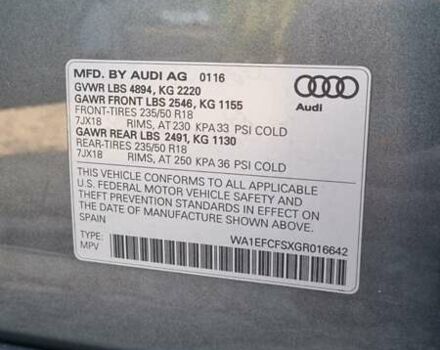 MFD. BY AUDI AG 0116
GVWR LBS 4894, KG 2220
GAWR FRONT LBS 2546, KG 1155
FRONT-TIRES 235/50 R18
7JX18 RIMS, AT 230 KPA 33 PSI COLD
GAWR REAR LBS 2491, KG 1130
REAR-TIRES 235/50 R18
7JX18 RIMS, AT 250 KPA 36 PSI COLD
Audi
THIS VEHICLE CONFORMS TO ALL APPLICABLE
U.S. FEDERAL MOTOR VEHICLE SAFETY AND
THEFT PREVENTION STANDARDS IN EFFECT ON
THE DATE OF MANUFACTURE SHOWN ABOVE.
SPAIN
TYPE:
MPV
WA1EFCFSXGR016642